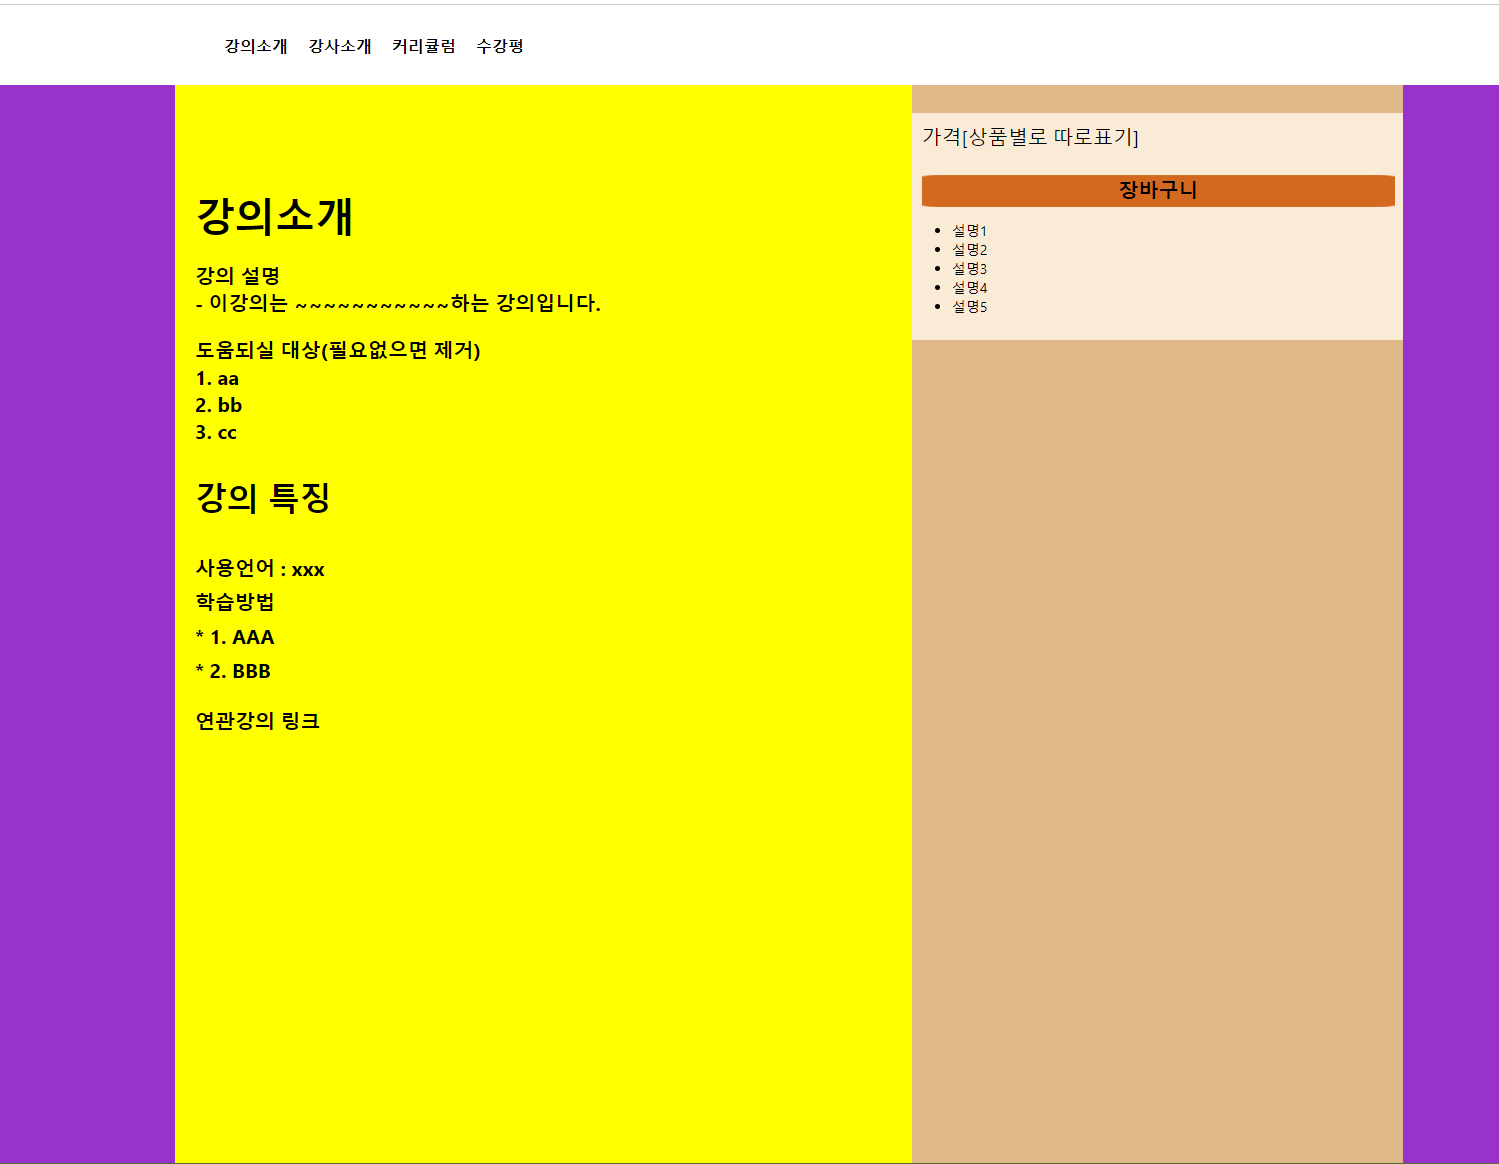 강의소개 강사소개 커리큘럼 수강평
강의소개
강의 설명
- 이강의는 ~~~~~~~~~~~하는 강의입니다.
도움되실 대상(필요없으면 제거)
1. aa
2. bb
3. cc
강의 특징
사용언어 : xxx
학습방법
* 1. AAA
* 2. BBB
연관강의 링크
가격[상품별로 따로표기]
장바구니
• 설명1
• 설명2
• 설명3
• 설명4
• 설명5